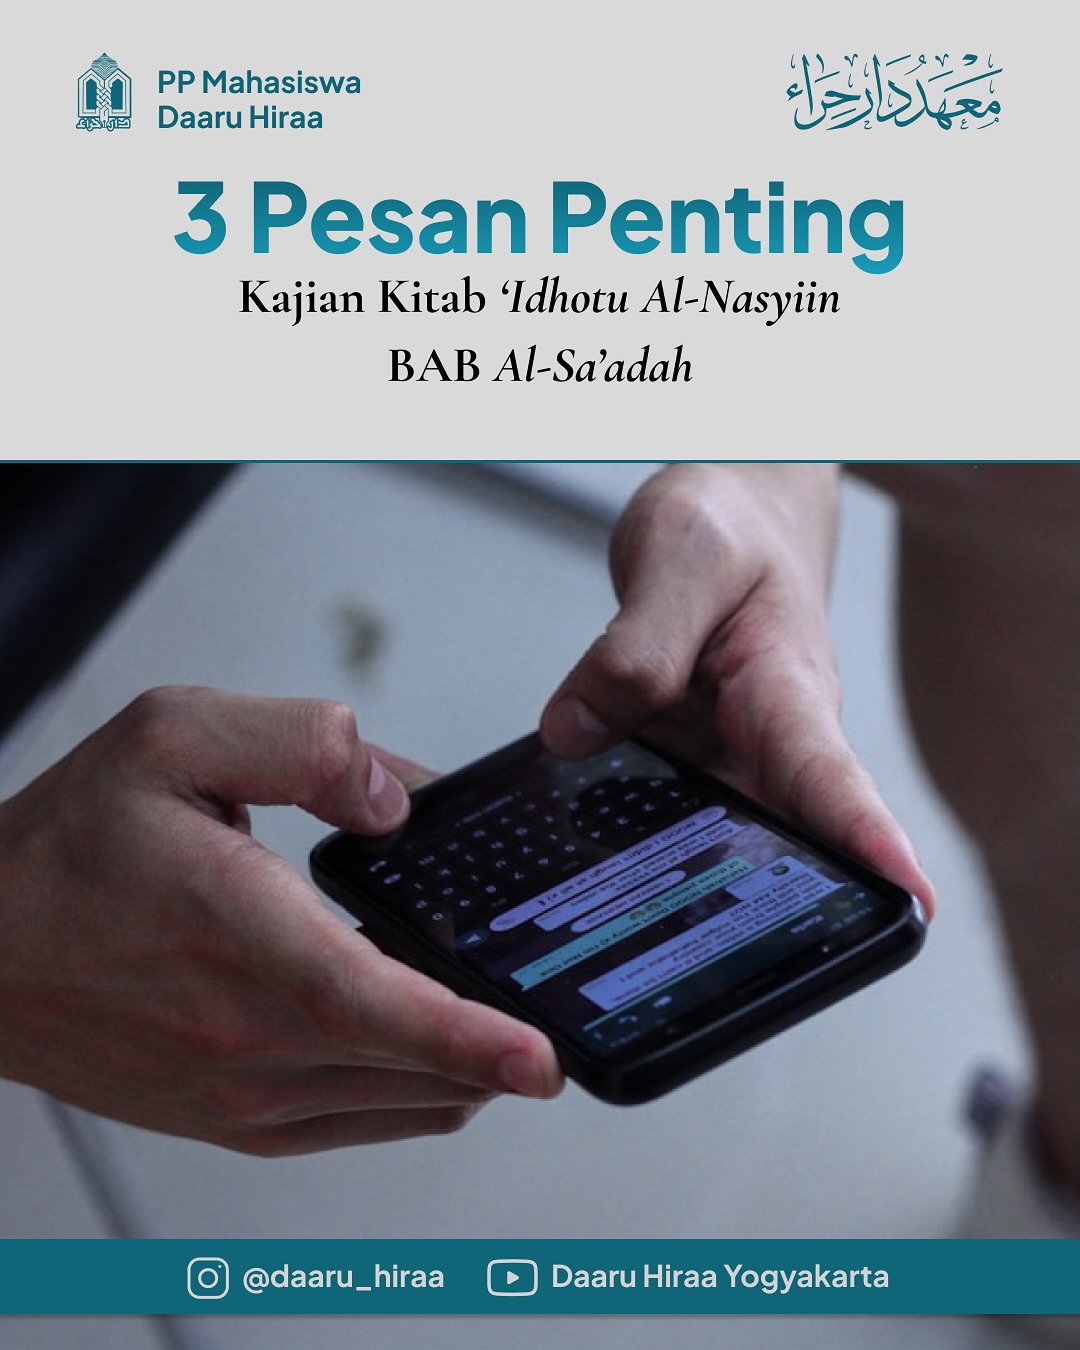 PP Mahasiswa
Daaru Hiraa
معهد دار حراء
3 Pesan Penting
Kajian Kitab ‘Idhotu Al-Nasyiin
BAB Al-Sa’adah
@daaru_hiraa
Daaru Hiraa Yogyakarta